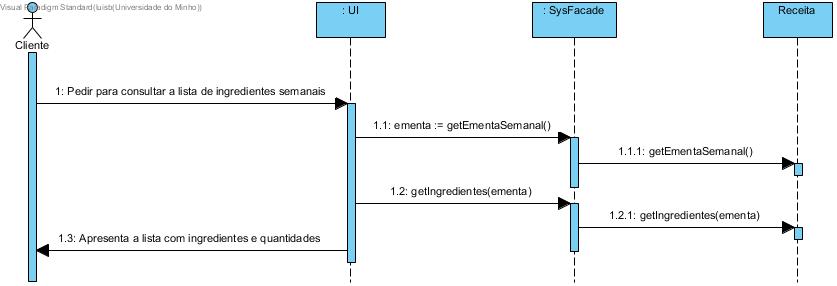 Visual Paradigm Standard(luisb(Universidade do Minho))
: UI
: SysFacade
Receita
Cliente
1: Pedir para consultar a lista de ingredientes semanais
1.1: ementa := getEmentaSemanal()
1.1.1: getEmentaSemanal()
1.2: getIngredientes(ementa)
1.2.1: getIngredientes(ementa)
1.3: Apresenta a lista com ingredientes e quantidades